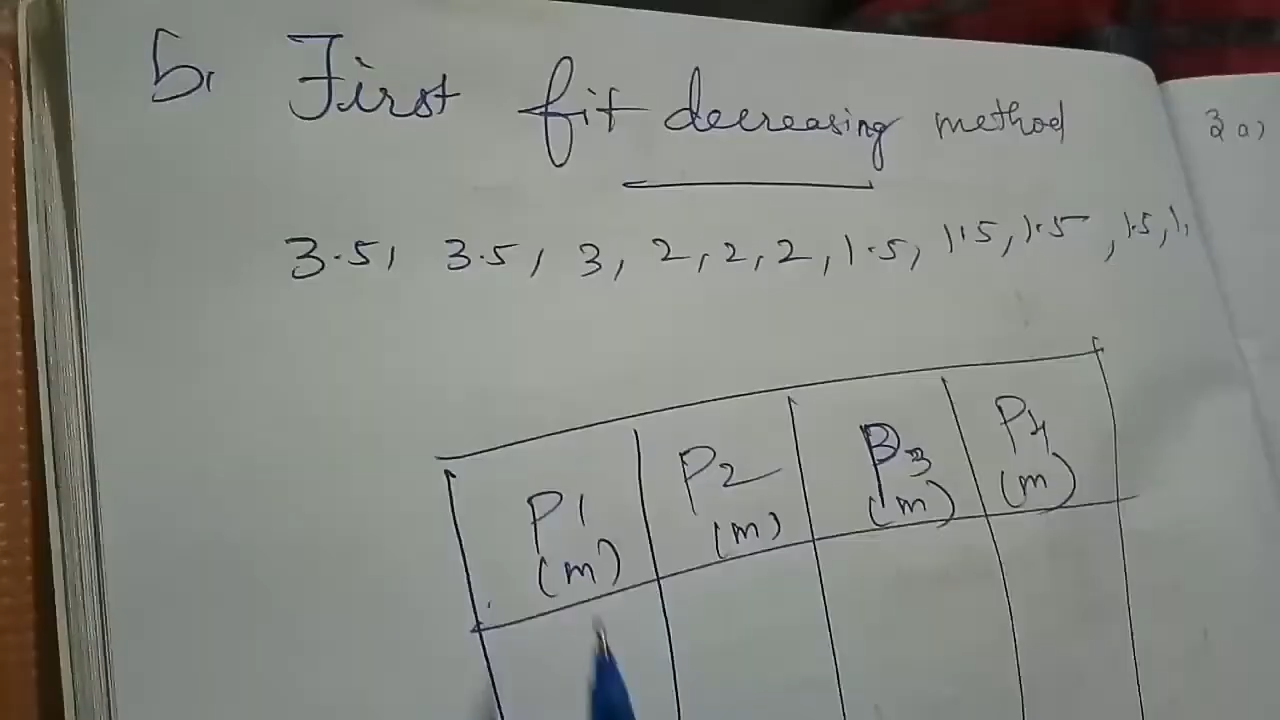 5. First fit decreasing method
3 a)
3.5, 3.5, 3, 2, 2, 2, 1.5, 1.5, 1.5, 1.5, 1,
P1 P2 P3 P4
(m) (m) (m) (m)